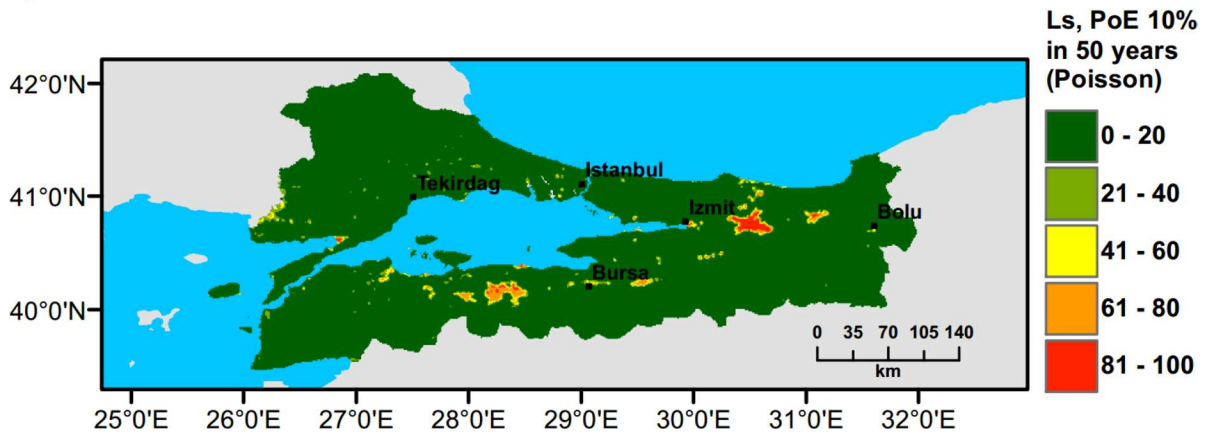 Ls, PoE 10%
in 50 years
(Poisson)
0 - 20
21 - 40
41 - 60
61 - 80
81 - 100
42°0'N
41°0'N
40°0'N
Istanbul
Tekirdag
Izmit
Bolu
Bursa
0 35 70 105 140
km
25°0'E 26°0'E 27°0'E 28°0'E 29°0'E 30°0'E 31°0'E 32°0'E